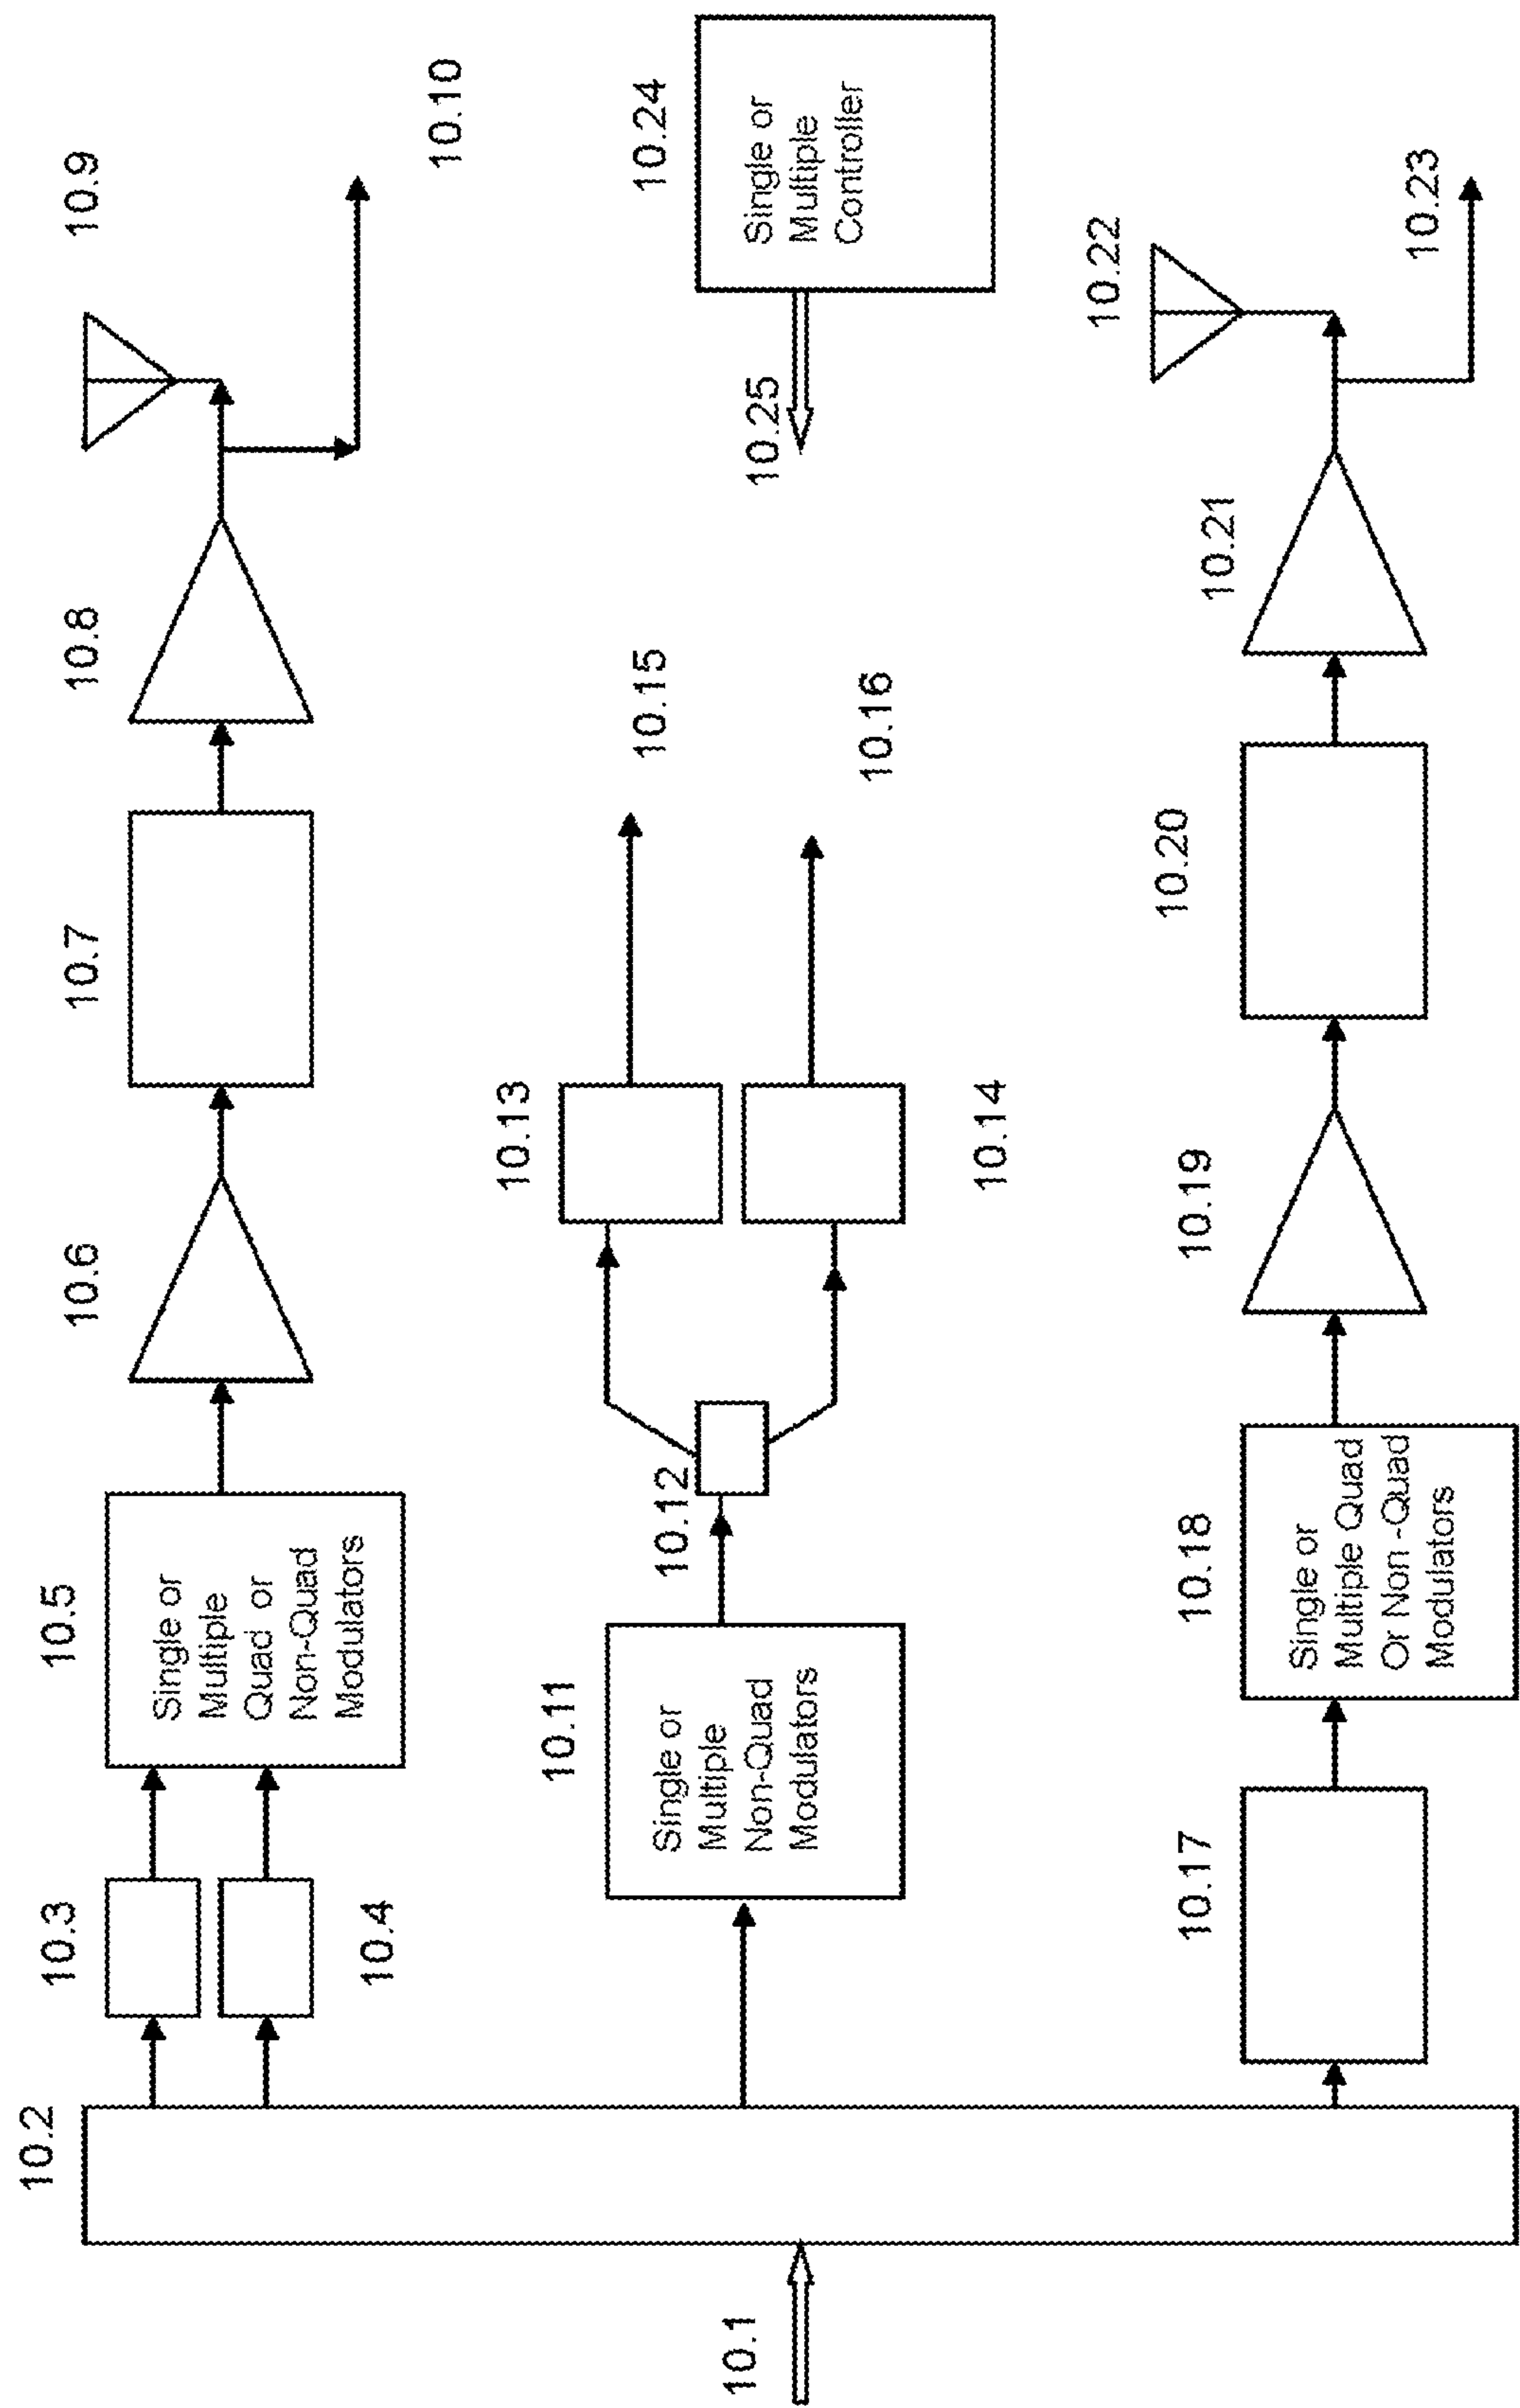 10.1
10.2
10.3
10.4
10.5
Single or
Multiple
Quad or
Non-Quad
Modulators
10.6
10.7
10.8
10.9
10.10
10.11
Single or
Multiple
Non-Quad
Modulators
10.12
10.13
10.14
10.15
10.16
10.17
10.18
Single or
Multiple Quad
Or Non -Quad
Modulators
10.19
10.20
10.21
10.22
10.23
10.24
Single or
Multiple
Controller
10.25